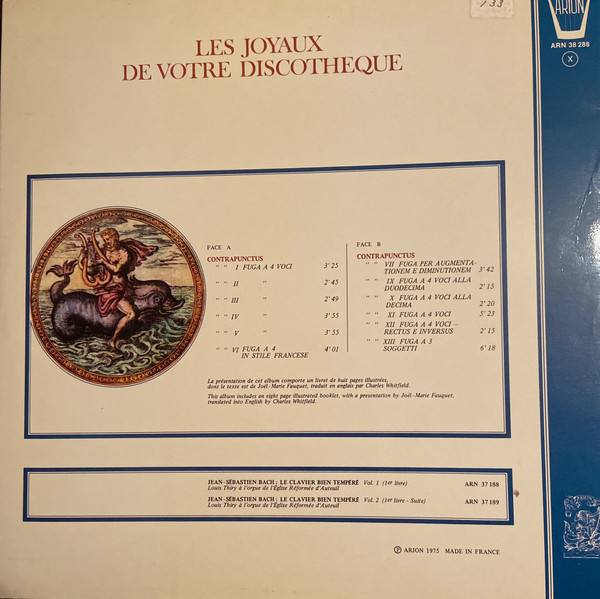 733
ARION
ARN 38 288
X
LES JOYAUX
DE VOTRE DISCOTHEQUE
FACE A
CONTRAPUNCTUS
" " I FUGA A 4 VOCI 3' 25
" " II " 2' 45
" " III " 2' 49
" " IV " 3' 55
" " V " 3' 55
" " VI FUGA A 4
IN STILE FRANCESE 4' 01
FACE B
CONTRAPUNCTUS
" " VII FUGA PER AUGMENTA-
TIONEM E DIMINUTIONEM 3' 42
" " IX FUGA A 4 VOCI ALLA
DUODECIMA 2' 15
" " X FUGA A 4 VOCI ALLA
DECIMA 2' 20
" " XI FUGA A 4 VOCI 5' 23
" " XII FUGA A 4 VOCI –
RECTUS E INVERSUS 2' 15
" " XIII FUGA A 3
SOGGETTI 6' 18
La présentation de cet album comporte un livret de huit pages illustrées,
dont le texte est de Joël-Marie Fauquet, traduit en anglais par Charles Whitfield.
This album includes an eight page illustrated booklet, with a presentation by Joël-Marie Fauquet,
translated into English by Charles Whitfield.
JEAN-SÉBASTIEN BACH : LE CLAVIER BIEN TEMPÉRÉ Vol. 1 (1er livre) ARN 37 188
Louis Thiry à l'orgue de l'Église Réformée d'Auteuil
JEAN-SÉBASTIEN BACH : LE CLAVIER BIEN TEMPÉRÉ Vol. 2 (1er livre - Suite) ARN 37 189
Louis Thiry à l'orgue de l'Église Réformée d'Auteuil
Ⓟ ARION 1975 MADE IN FRANCE